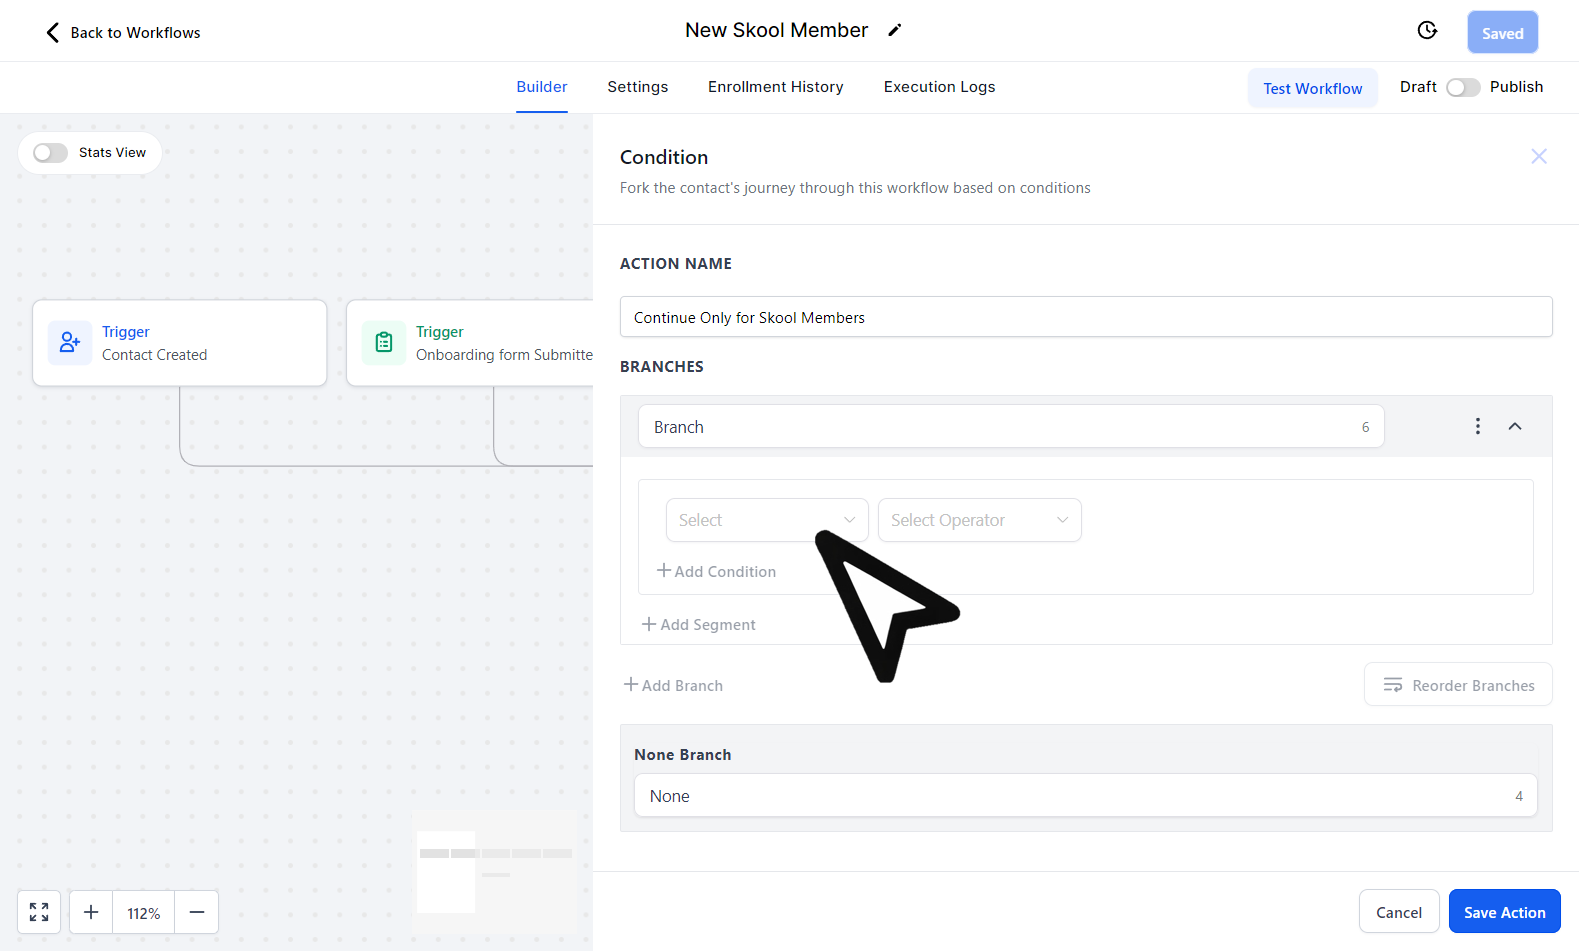 Back to Workflows
New Skool Member
Saved
Builder
Settings
Enrollment History
Execution Logs
Test Workflow
Draft
Publish
Stats View
Trigger
Contact Created
Trigger
Onboarding form Submitte
112%
Condition
Fork the contact's journey through this workflow based on conditions
ACTION NAME
Continue Only for Skool Members
BRANCHES
Branch
6
Select
Select Operator
Add Condition
Add Segment
Add Branch
Reorder Branches
None Branch
None
4
Cancel
Save Action